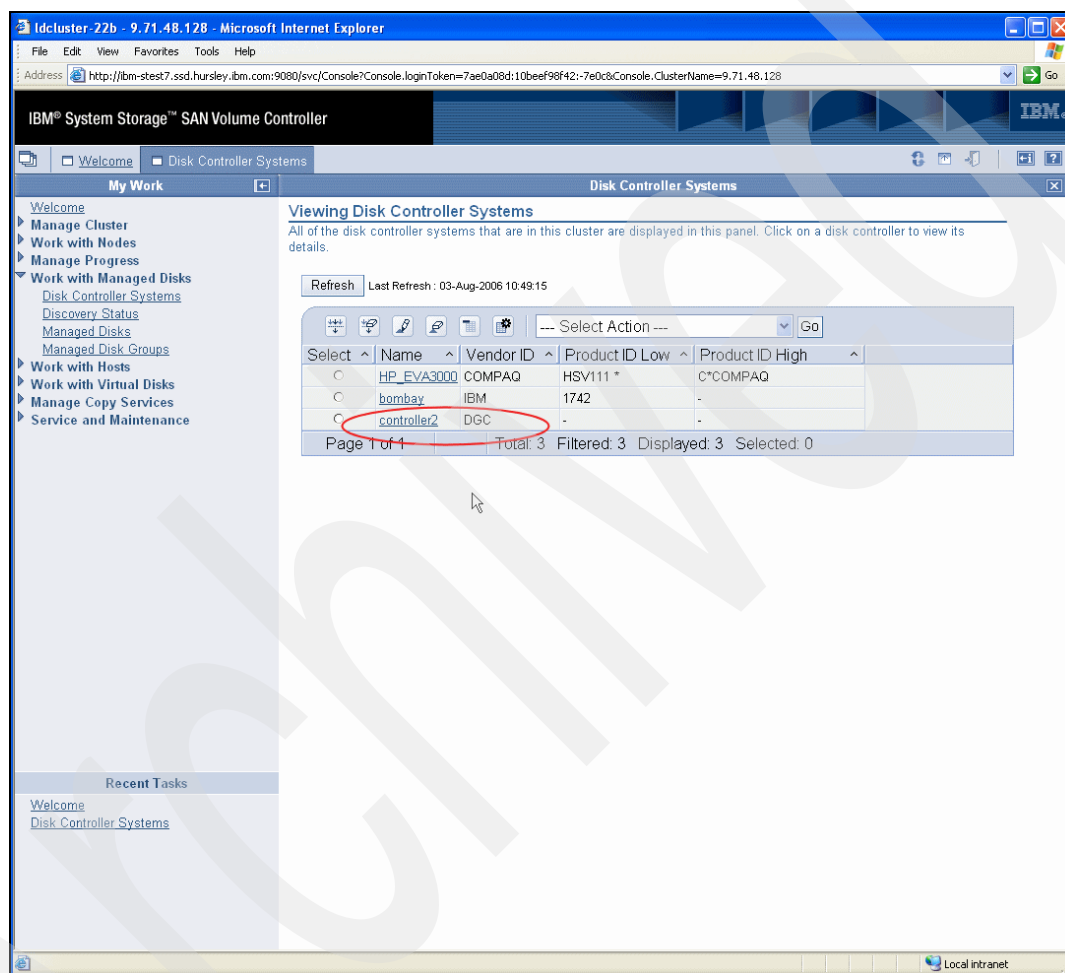 ldcluster-22b - 9.71.48.128 - Microsoft Internet Explorer
File Edit View Favorites Tools Help
Address http://ibm-stest7.ssd.hursley.ibm.com:9080/svc/Console?Console.loginToken=7ae0a08d:10beef98f42:-7e0c&Console.ClusterName=9.71.48.128 Go
IBM® System Storage™ SAN Volume Controller IBM®
Welcome Disk Controller Systems
My Work Disk Controller Systems
Welcome
Manage Cluster
Work with Nodes
Manage Progress
Work with Managed Disks
Disk Controller Systems
Discovery Status
Managed Disks
Managed Disk Groups
Work with Hosts
Work with Virtual Disks
Manage Copy Services
Service and Maintenance
Viewing Disk Controller Systems
All of the disk controller systems that are in this cluster are displayed in this panel. Click on a disk controller to view its
details.
Refresh Last Refresh : 03-Aug-2006 10:49:15
--- Select Action --- Go
Select ^ Name ^ Vendor ID ^ Product ID Low ^ Product ID High ^
HP_EVA3000 COMPAQ HSV111 * C*COMPAQ
bombay IBM 1742 -
controller2 DGC - -
Page 1 of 1 Total: 3 Filtered: 3 Displayed: 3 Selected: 0
Recent Tasks
Welcome
Disk Controller Systems
Local intranet